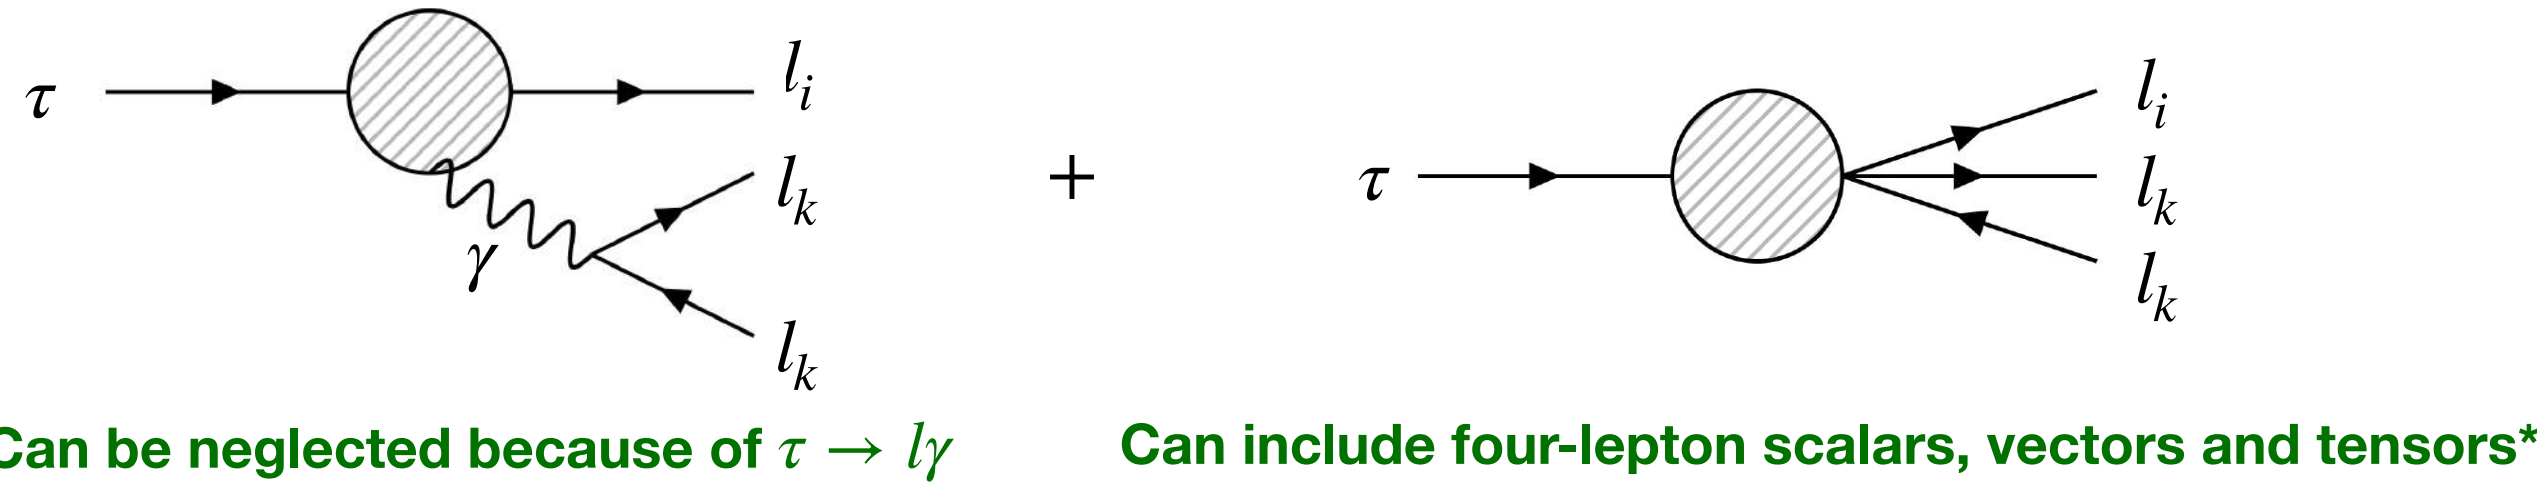 τ
l_i
l_k
γ
l_k
+
τ
l_i
l_k
l_k
Can be neglected because of τ → lγ
Can include four-lepton scalars, vectors and tensors*